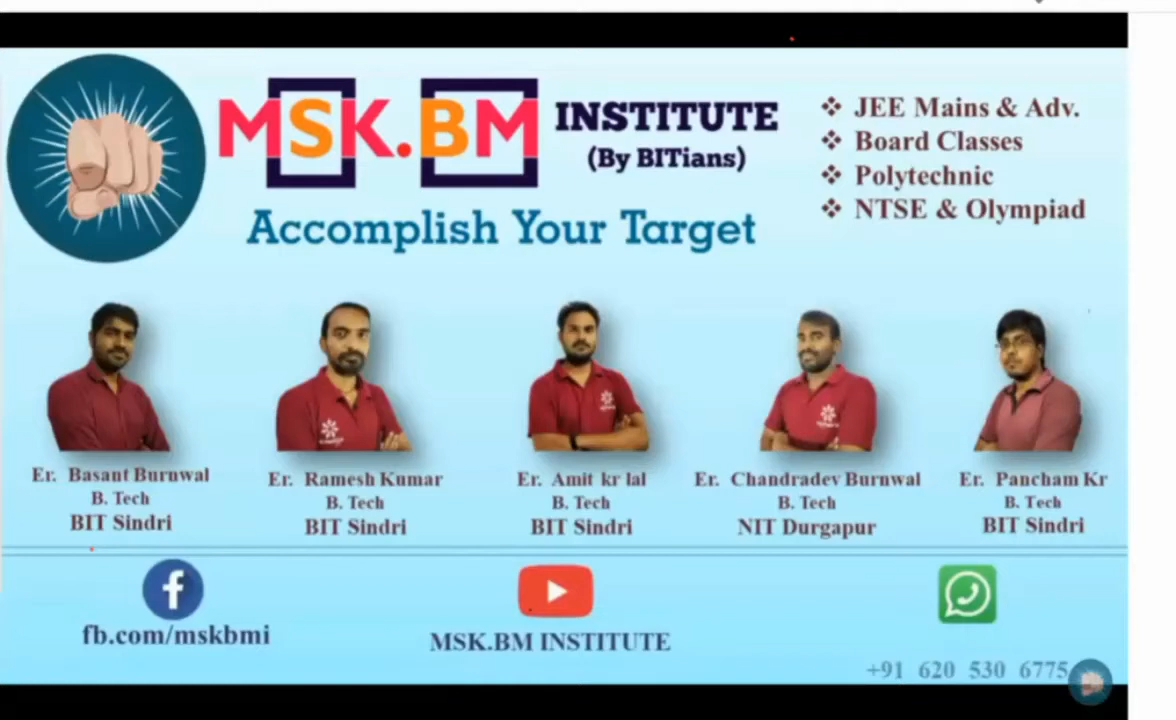 MSK.BM INSTITUTE
(By BITians)
Accomplish Your Target
❖ JEE Mains & Adv.
❖ Board Classes
❖ Polytechnic
❖ NTSE & Olympiad
Er. Basant Burnwal
B. Tech
BIT Sindri
Er. Ramesh Kumar
B. Tech
BIT Sindri
Er. Amit kr lal
B. Tech
BIT Sindri
Er. Chandradev Burnwal
B. Tech
NIT Durgapur
Er. Pancham Kr
B. Tech
BIT Sindri
fb.com/mskbmi
MSK.BM INSTITUTE
+91 620 530 6775